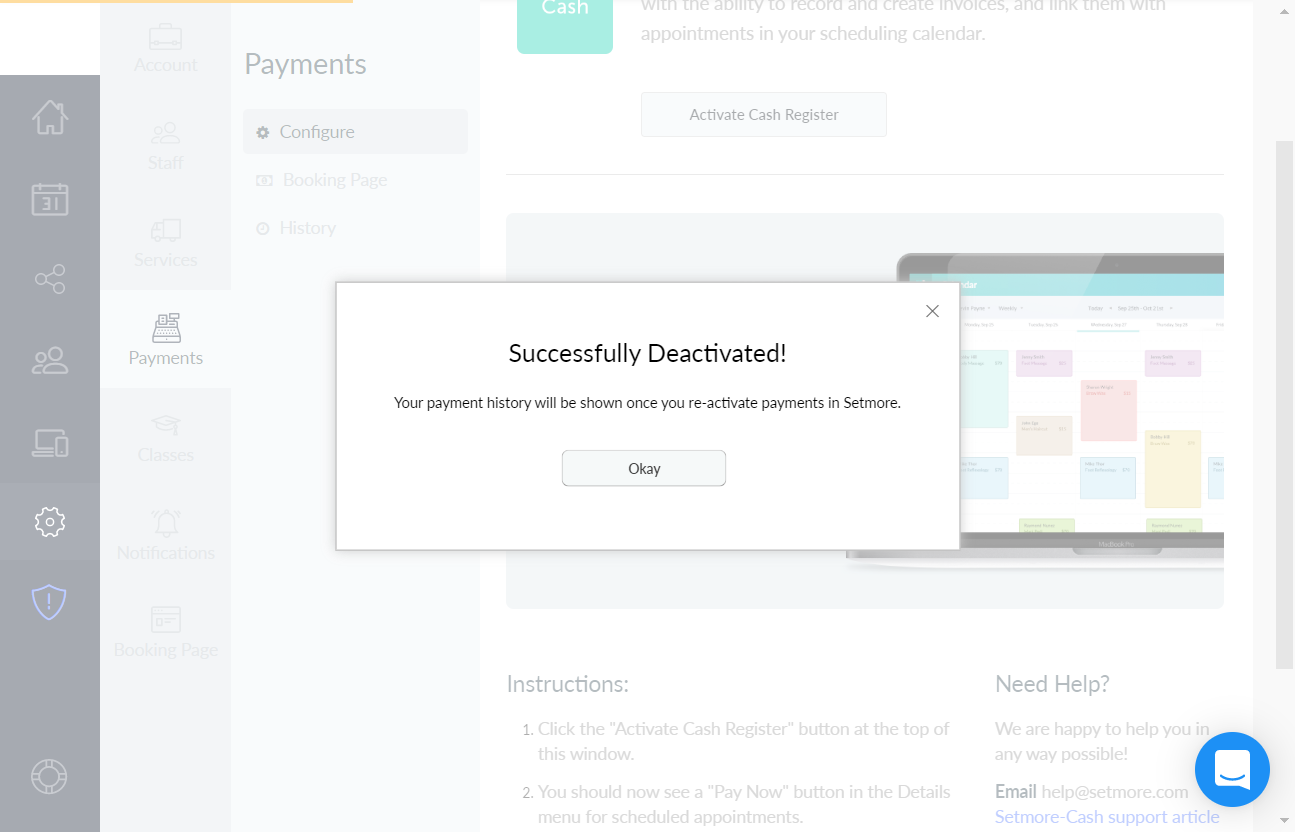 Cash
with the ability to record and create invoices, and link them with
appointments in your scheduling calendar.
Account
Payments
Activate Cash Register
Configure
Staff
Booking Page
History
Services
31
Payments
Successfully Deactivated!
Your payment history will be shown once you re-activate payments in Setmore.
Okay
Classes
Notifications
Booking Page
Weekly
Today
MacBook Pro
Instructions:
1. Click the "Activate Cash Register" button at the top of
this window.
2. You should now see a "Pay Now" button in the Details
menu for scheduled appointments.
Need Help?
We are happy to help you in
any way possible!
Email help@setmore.com
Setmore-Cash support article